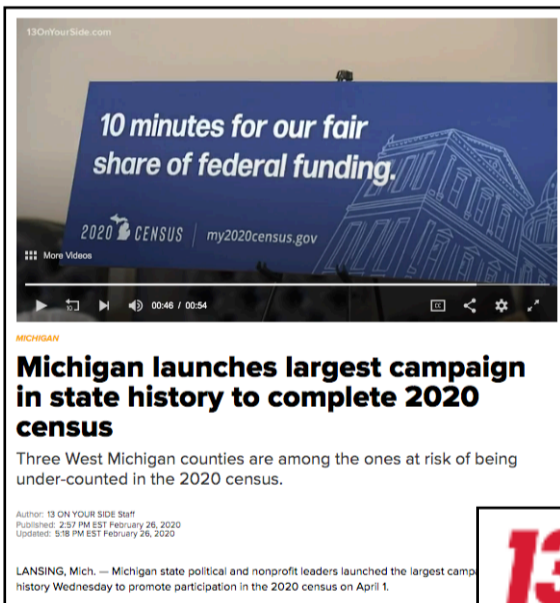 13OnYourSide.com
10 minutes for our fair
share of federal funding.
2020 CENSUS my2020census.gov
More Videos
10
00:46 / 00:54
CC
MICHIGAN
Michigan launches largest campaign
in state history to complete 2020
census
Three West Michigan counties are among the ones at risk of being
under-counted in the 2020 census.
Author: 13 ON YOUR SIDE Staff
Published: 2:57 PM EST February 26, 2020
Updated: 5:18 PM EST February 26, 2020
LANSING, Mich. — Michigan state political and nonprofit leaders launched the largest
history Wednesday to promote participation in the 2020 census on April 1.
13